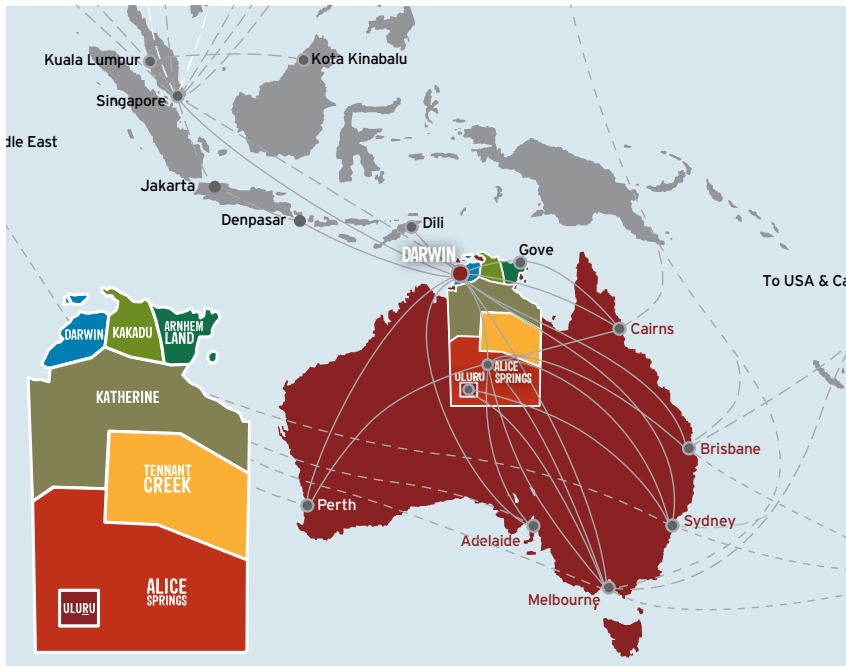 Kuala Lumpur
Kota Kinabalu
Singapore
dle East
Jakarta
Denpasar
Dili
DARWIN
Gove
To USA & Ca
Cairns
DARWIN
KAKADU
ARNHEM
LAND
ULURU
ALICE
SPRINGS
KATHERINE
Brisbane
TENNANT
CREEK
Perth
Sydney
Adelaide
ALICE
SPRINGS
ULURU
Melbourne